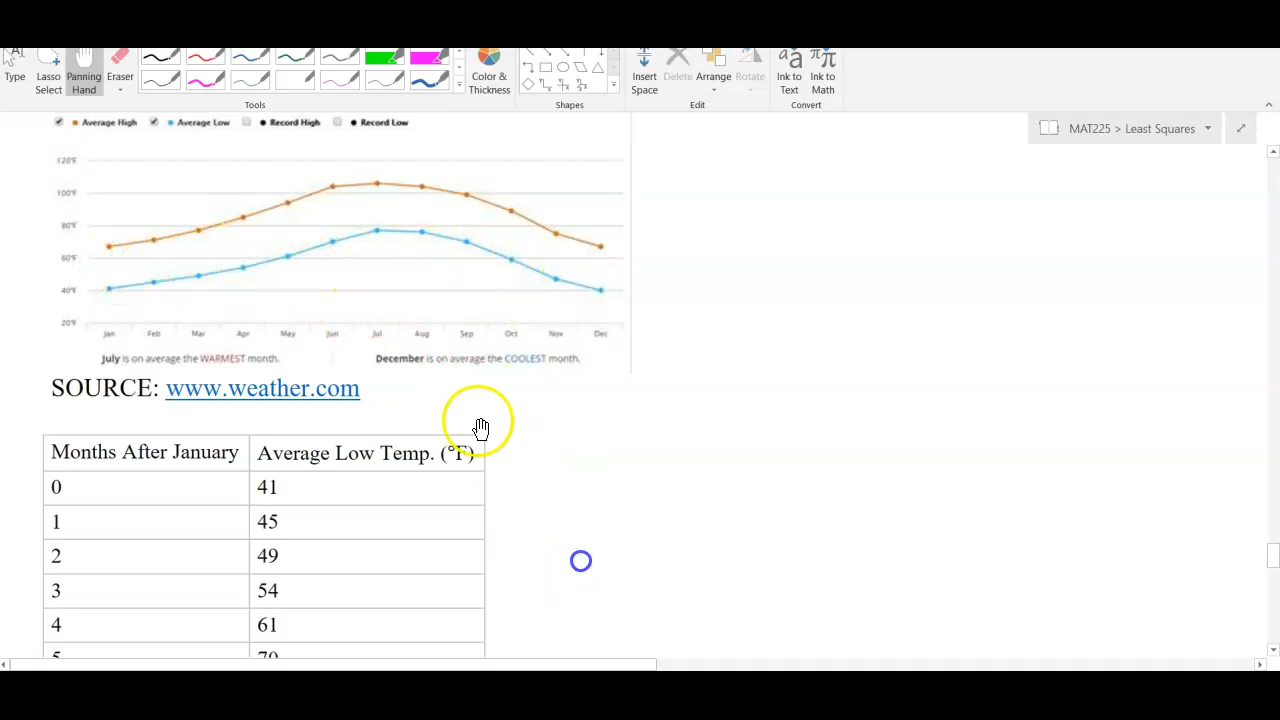 Type
Lasso Select
Panning Hand
Eraser
Color & Thickness
Insert Space
Delete
Arrange
Rotate
Ink to Text
Ink to Math
Tools
Shapes
Edit
Convert
MAT225 > Least Squares
Average High Average Low Record High Record Low
120°F
100°F
80°F
60°F
40°F
20°F
Jan Feb Mar Apr May Jun Jul Aug Sep Oct Nov Dec
July is on average the WARMEST month. December is on average the COOLEST month.
SOURCE: www.weather.com
Months After January Average Low Temp. (°F)
0 41
1 45
2 49
3 54
4 61
5 70